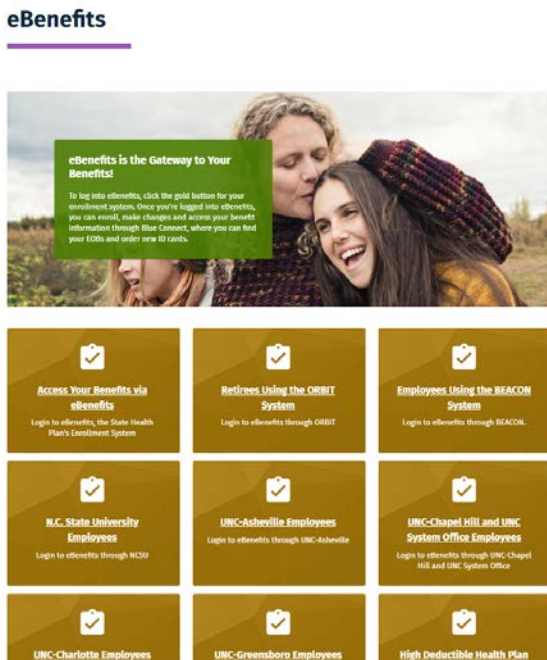 eBenefits
eBenefits is the Gateway to Your
Benefits!
To log into eBenefits, click the gold button for your
enrollment system. Once you're logged into eBenefits,
you can enroll, make changes and access your benefit
information through Blue Connect, where you can find
your EOBs and order new ID cards.
Access Your Benefits via
eBenefits
Login to eBenefits, the State Health
Plan's Enrollment System
Retirees Using the ORBIT
System
Login to eBenefits through ORBIT
Employees Using the BEACON
System
Login to eBenefits through BEACON.
N.C. State University
Employees
Login to eBenefits through NCSU
UNC-Asheville Employees
Login to eBenefits through UNC-Asheville
UNC-Chapel Hill and UNC
System Office Employees
Login to eBenefits through UNC-Chapel
Hill and UNC System Office
UNC-Charlotte Employees
UNC-Greensboro Employees
High Deductible Health Plan